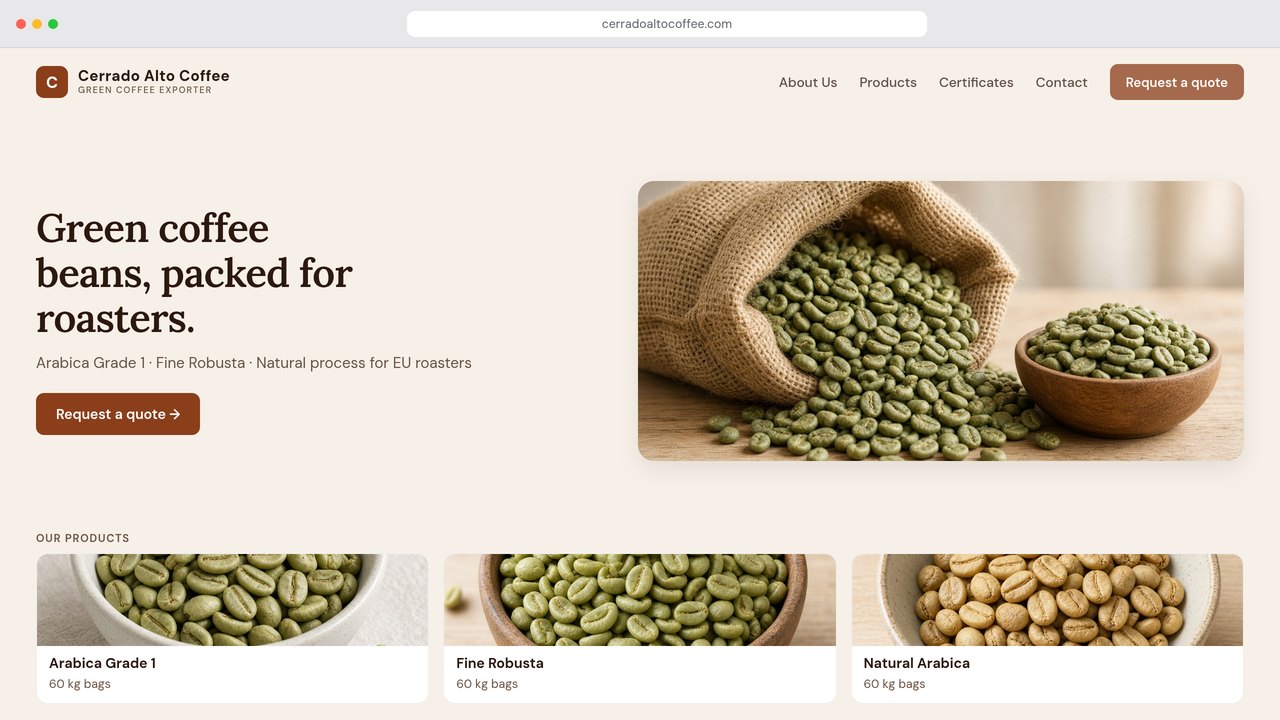 cerradoaltocoffee.com
C
Cerrado Alto Coffee
GREEN COFFEE EXPORTER
About Us
Products
Certificates
Contact
Request a quote
Green coffee
beans, packed for
roasters.
Arabica Grade 1 · Fine Robusta · Natural process for EU roasters
Request a quote →
OUR PRODUCTS
Arabica Grade 1
60 kg bags
Fine Robusta
60 kg bags
Natural Arabica
60 kg bags